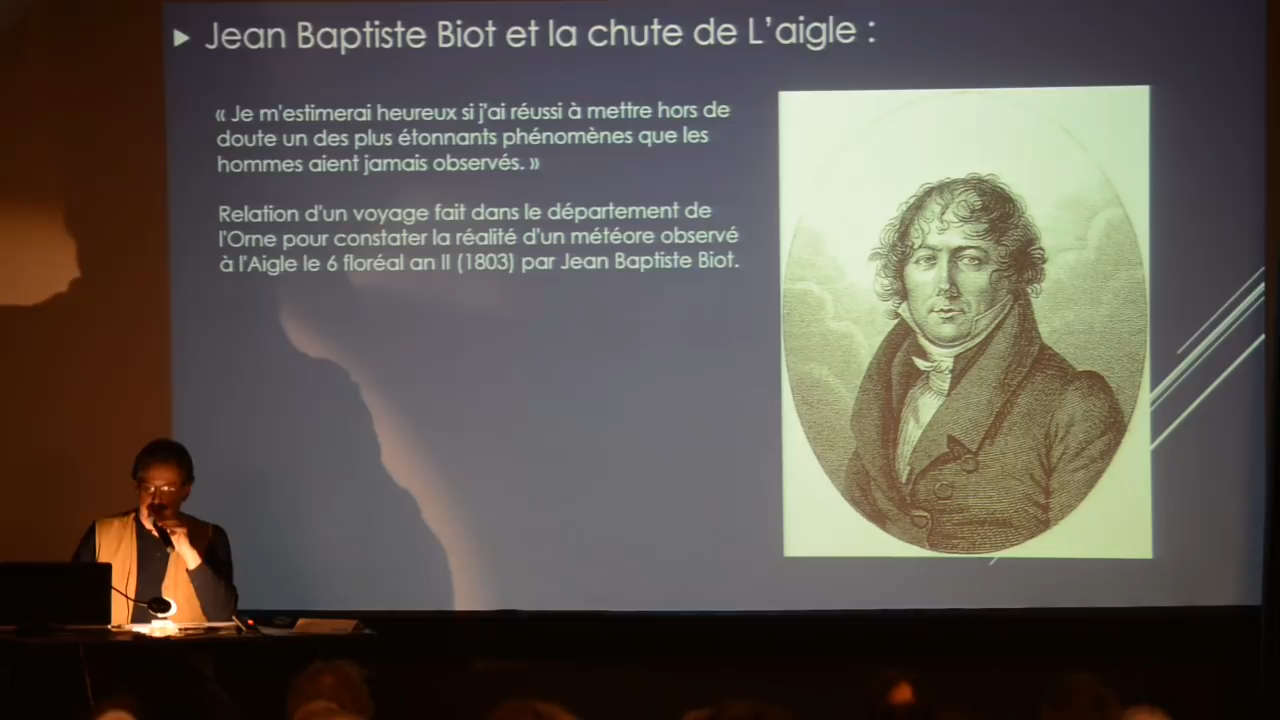 Jean Baptiste Biot et la chute de L’aigle :
« Je m'estimerai heureux si j'ai réussi à mettre hors de
doute un des plus étonnants phénomènes que les
hommes aient jamais observés. »
Relation d'un voyage fait dans le département de
l'Orne pour constater la réalité d'un météore observé
à l'Aigle le 6 floréal an II (1803) par Jean Baptiste Biot.